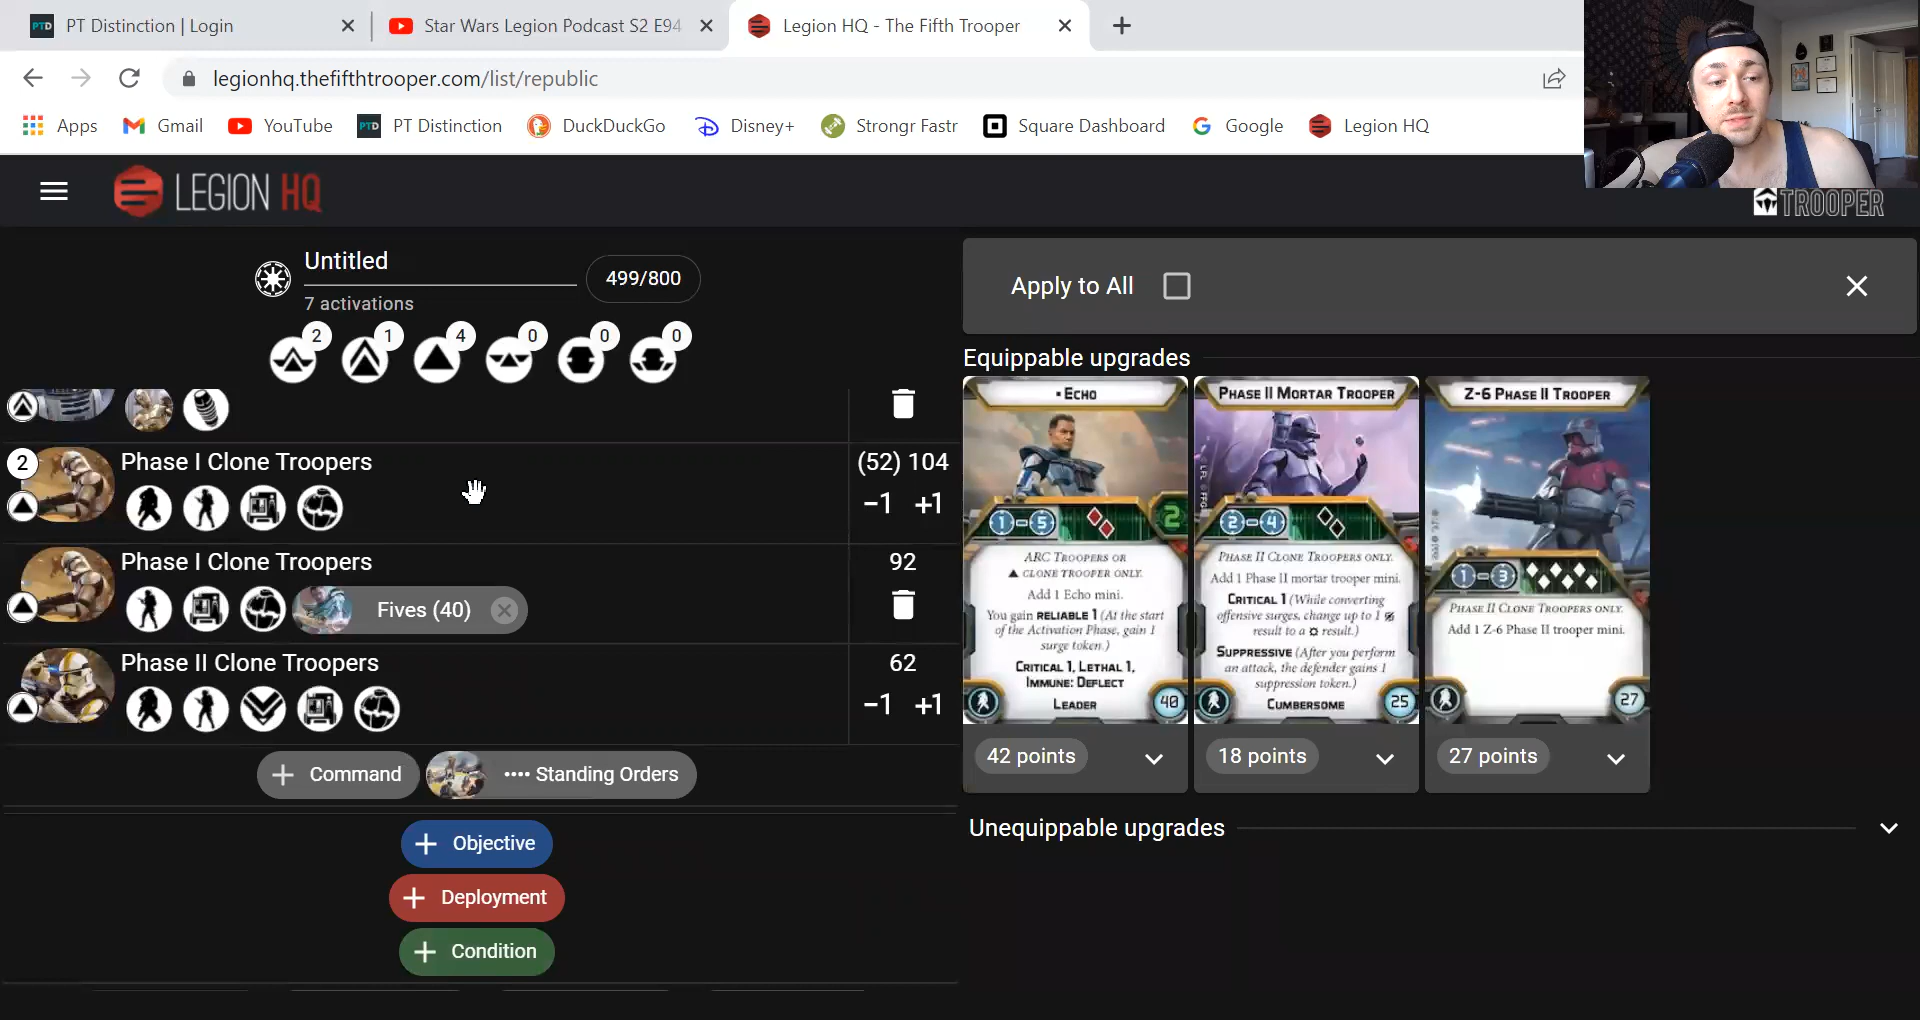 PTD PT Distinction | Login
Star Wars Legion Podcast S2 E94
Legion HQ - The Fifth Trooper
legionhq.thefifthtrooper.com/list/republic
Apps
Gmail
YouTube
PTD PT Distinction
DuckDuckGo
Disney+
Strongr Fastr
Square Dashboard
Google
Legion HQ
LEGION HQ
TROOPER
Untitled
499/800
7 activations
2 1 4 0 0 0
Phase I Clone Troopers
2
(52) 104
−1 +1
Phase I Clone Troopers
92
Fives (40)
Phase II Clone Troopers
62
−1 +1
+ Command
•••• Standing Orders
+ Objective
+ Deployment
+ Condition
Apply to All
Equippable upgrades
•ECHO
1-5
2
ARC TROOPERS OR
▲ CLONE TROOPER ONLY.
Add 1 Echo mini.
You gain RELIABLE 1 (At the start
of the Activation Phase, gain 1
surge token.)
CRITICAL 1, LETHAL 1,
IMMUNE: DEFLECT
LEADER
40
42 points
PHASE II MORTAR TROOPER
2-4
PHASE II CLONE TROOPERS ONLY.
Add 1 Phase II mortar trooper mini.
CRITICAL 1 (While converting
offensive surges, change up to 1
result to a result.)
SUPPRESSIVE (After you perform
an attack, the defender gains 1
suppression token.)
CUMBERSOME
25
18 points
Z-6 PHASE II TROOPER
1-3
PHASE II CLONE TROOPERS ONLY.
Add 1 Z-6 Phase II trooper mini.
27
27 points
Unequippable upgrades